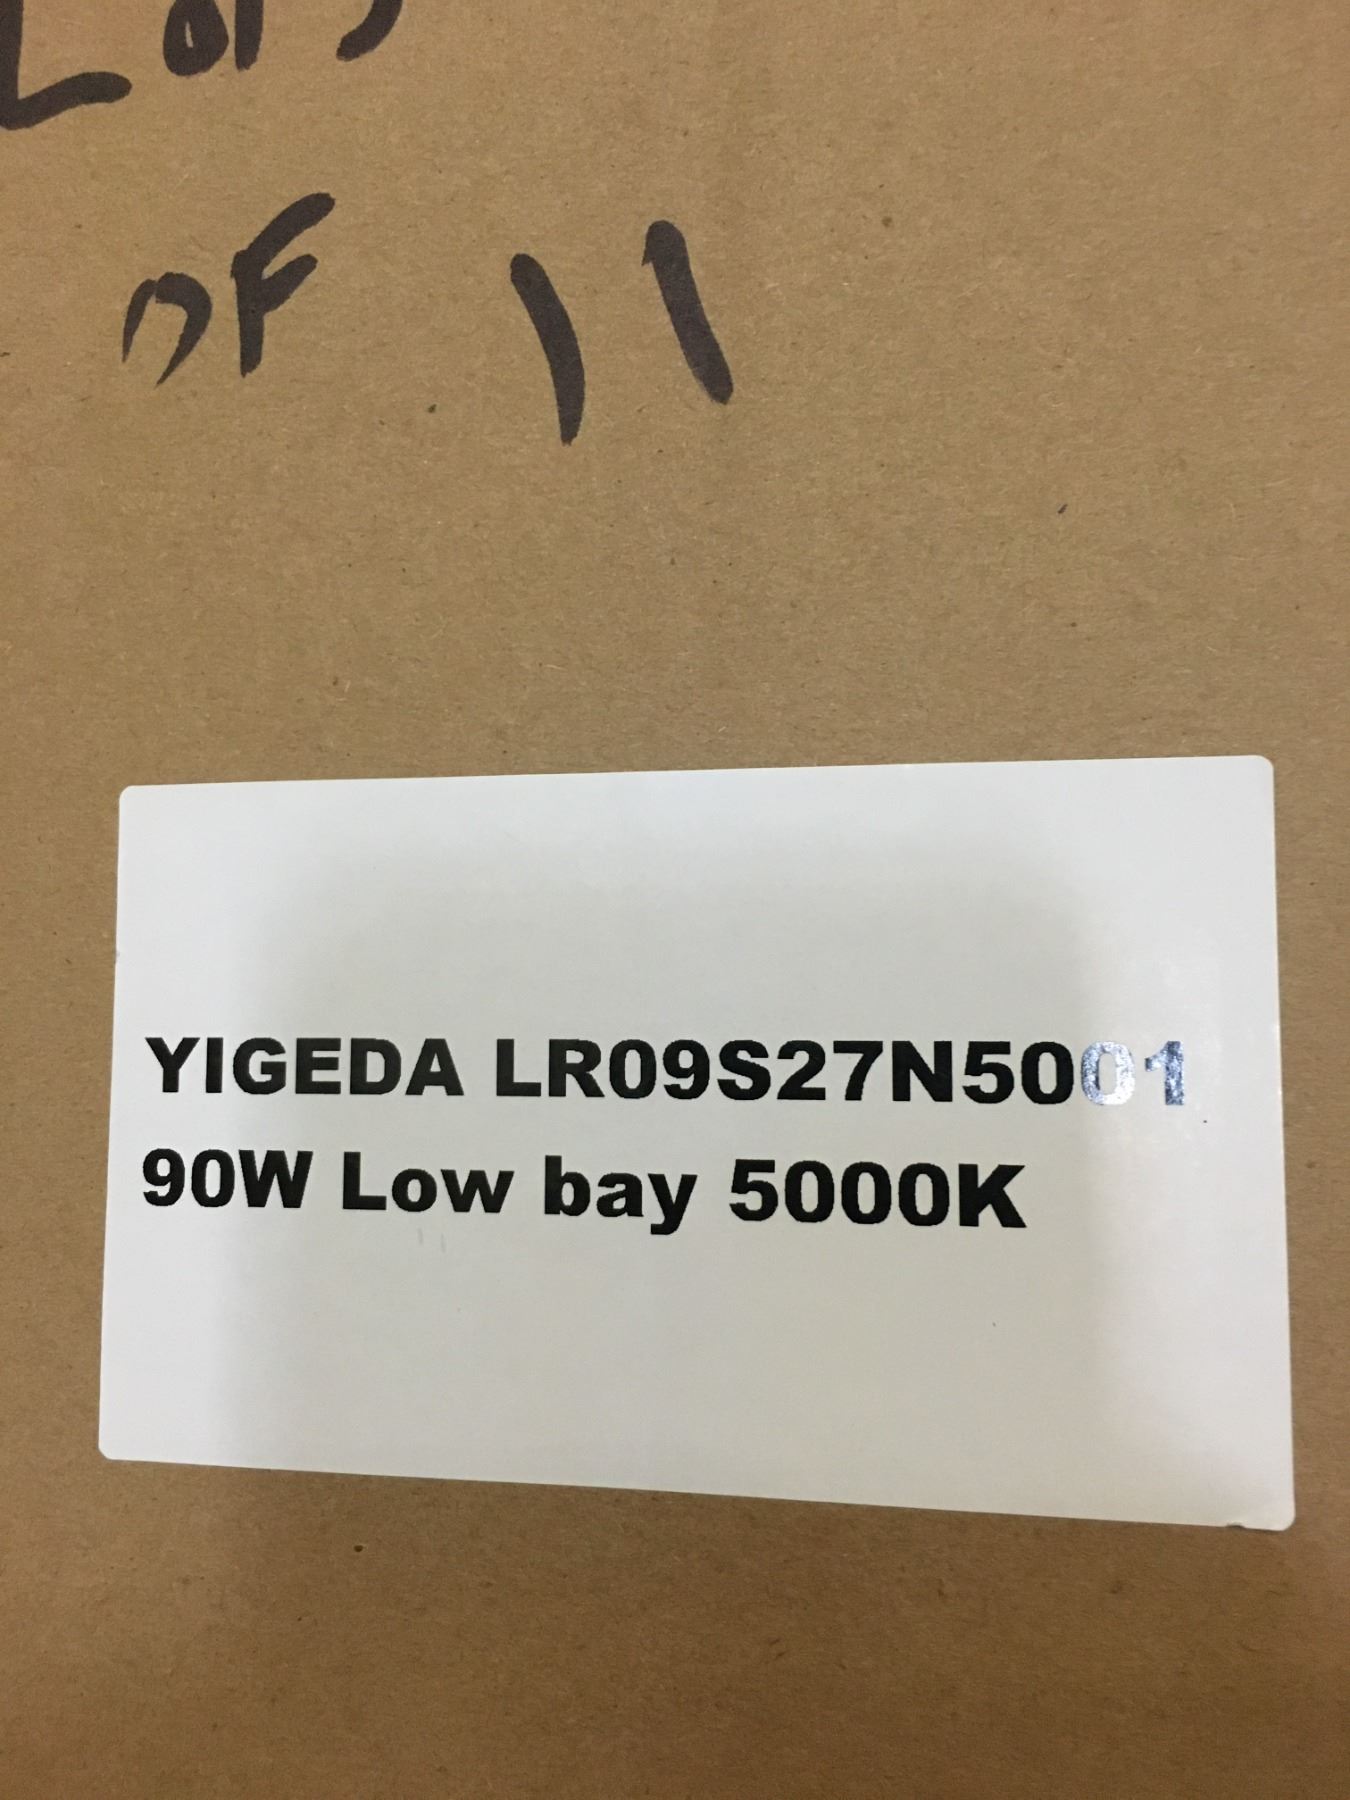 OF 11
YIGEDA LR09S27N5001
90W Low bay 5000K